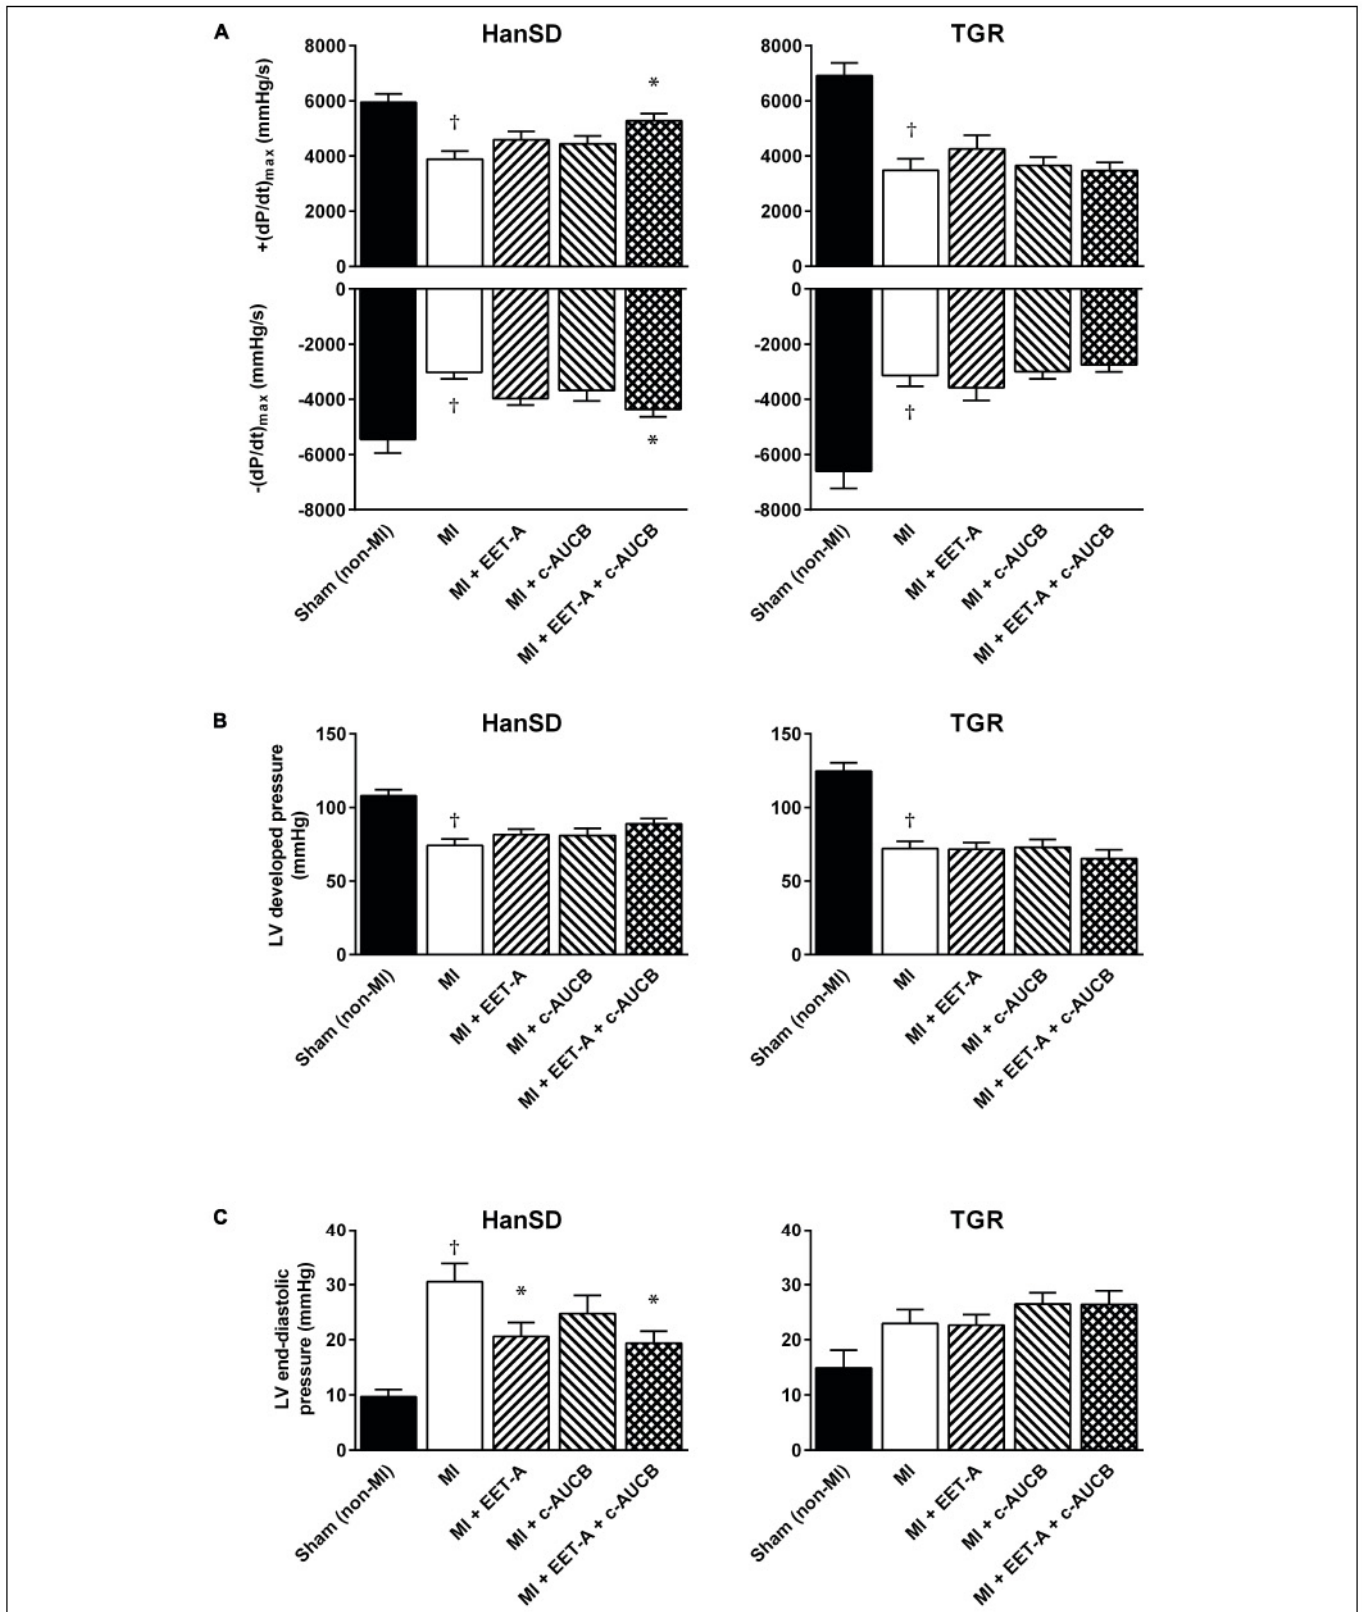 A
HanSD
TGR
+(dP/dt)max (mmHg/s)
8000
6000
4000
2000
0
†
*
8000
6000
4000
2000
0
†
-(dP/dt)max (mmHg/s)
0
-2000
-4000
-6000
-8000
†
*
0
-2000
-4000
-6000
-8000
†
Sham (non-MI)
MI
MI + EET-A
MI + c-AUCB
MI + EET-A + c-AUCB
Sham (non-MI)
MI
MI + EET-A
MI + c-AUCB
MI + EET-A + c-AUCB
B
HanSD
TGR
LV developed pressure
(mmHg)
150
100
50
0
†
150
100
50
0
†
Sham (non-MI)
MI
MI + EET-A
MI + c-AUCB
MI + EET-A + c-AUCB
Sham (non-MI)
MI
MI + EET-A
MI + c-AUCB
MI + EET-A + c-AUCB
C
HanSD
TGR
LV end-diastolic
pressure (mmHg)
40
30
20
10
0
†
*
*
40
30
20
10
0
Sham (non-MI)
MI
MI + EET-A
MI + c-AUCB
MI + EET-A + c-AUCB
Sham (non-MI)
MI
MI + EET-A
MI + c-AUCB
MI + EET-A + c-AUCB